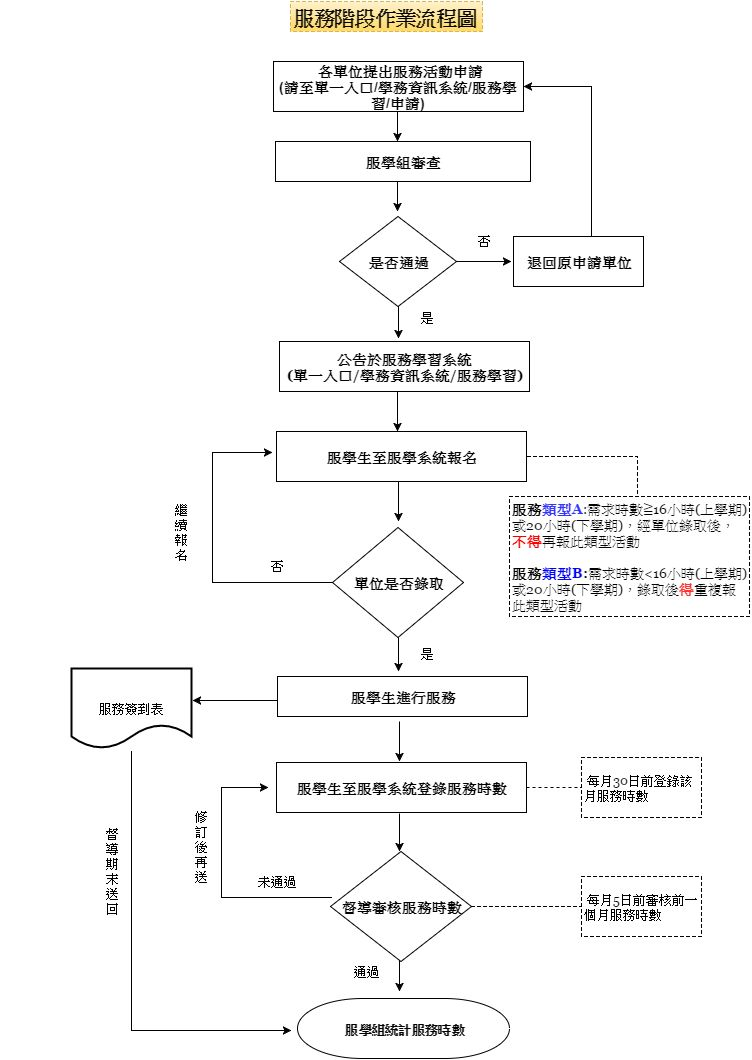 服務階段作業流程圖
各單位提出服務活動申請
(請至單一入口/學務資訊系統/服務學
習/申請)
服學組審查
是否通過
否
退回原申請單位
是
公告於服務學習系統
(單一入口/學務資訊系統/服務學習)
服學生至服學系統報名
繼續報名
服務類型A:需求時數≧16小時(上學期)
或20小時(下學期)，經單位錄取後，
不得再報此類型活動
服務類型B:需求時數<16小時(上學期)
或20小時(下學期)，錄取後得重複報
此類型活動
否
單位是否錄取
是
服學生進行服務
服務簽到表
服學生至服學系統登錄服務時數
每月30日前登錄該
月服務時數
修訂後再送
督導期末送回
未通過
督導審核服務時數
每月5日前審核前一
個月服務時數
通過
服學組統計服務時數